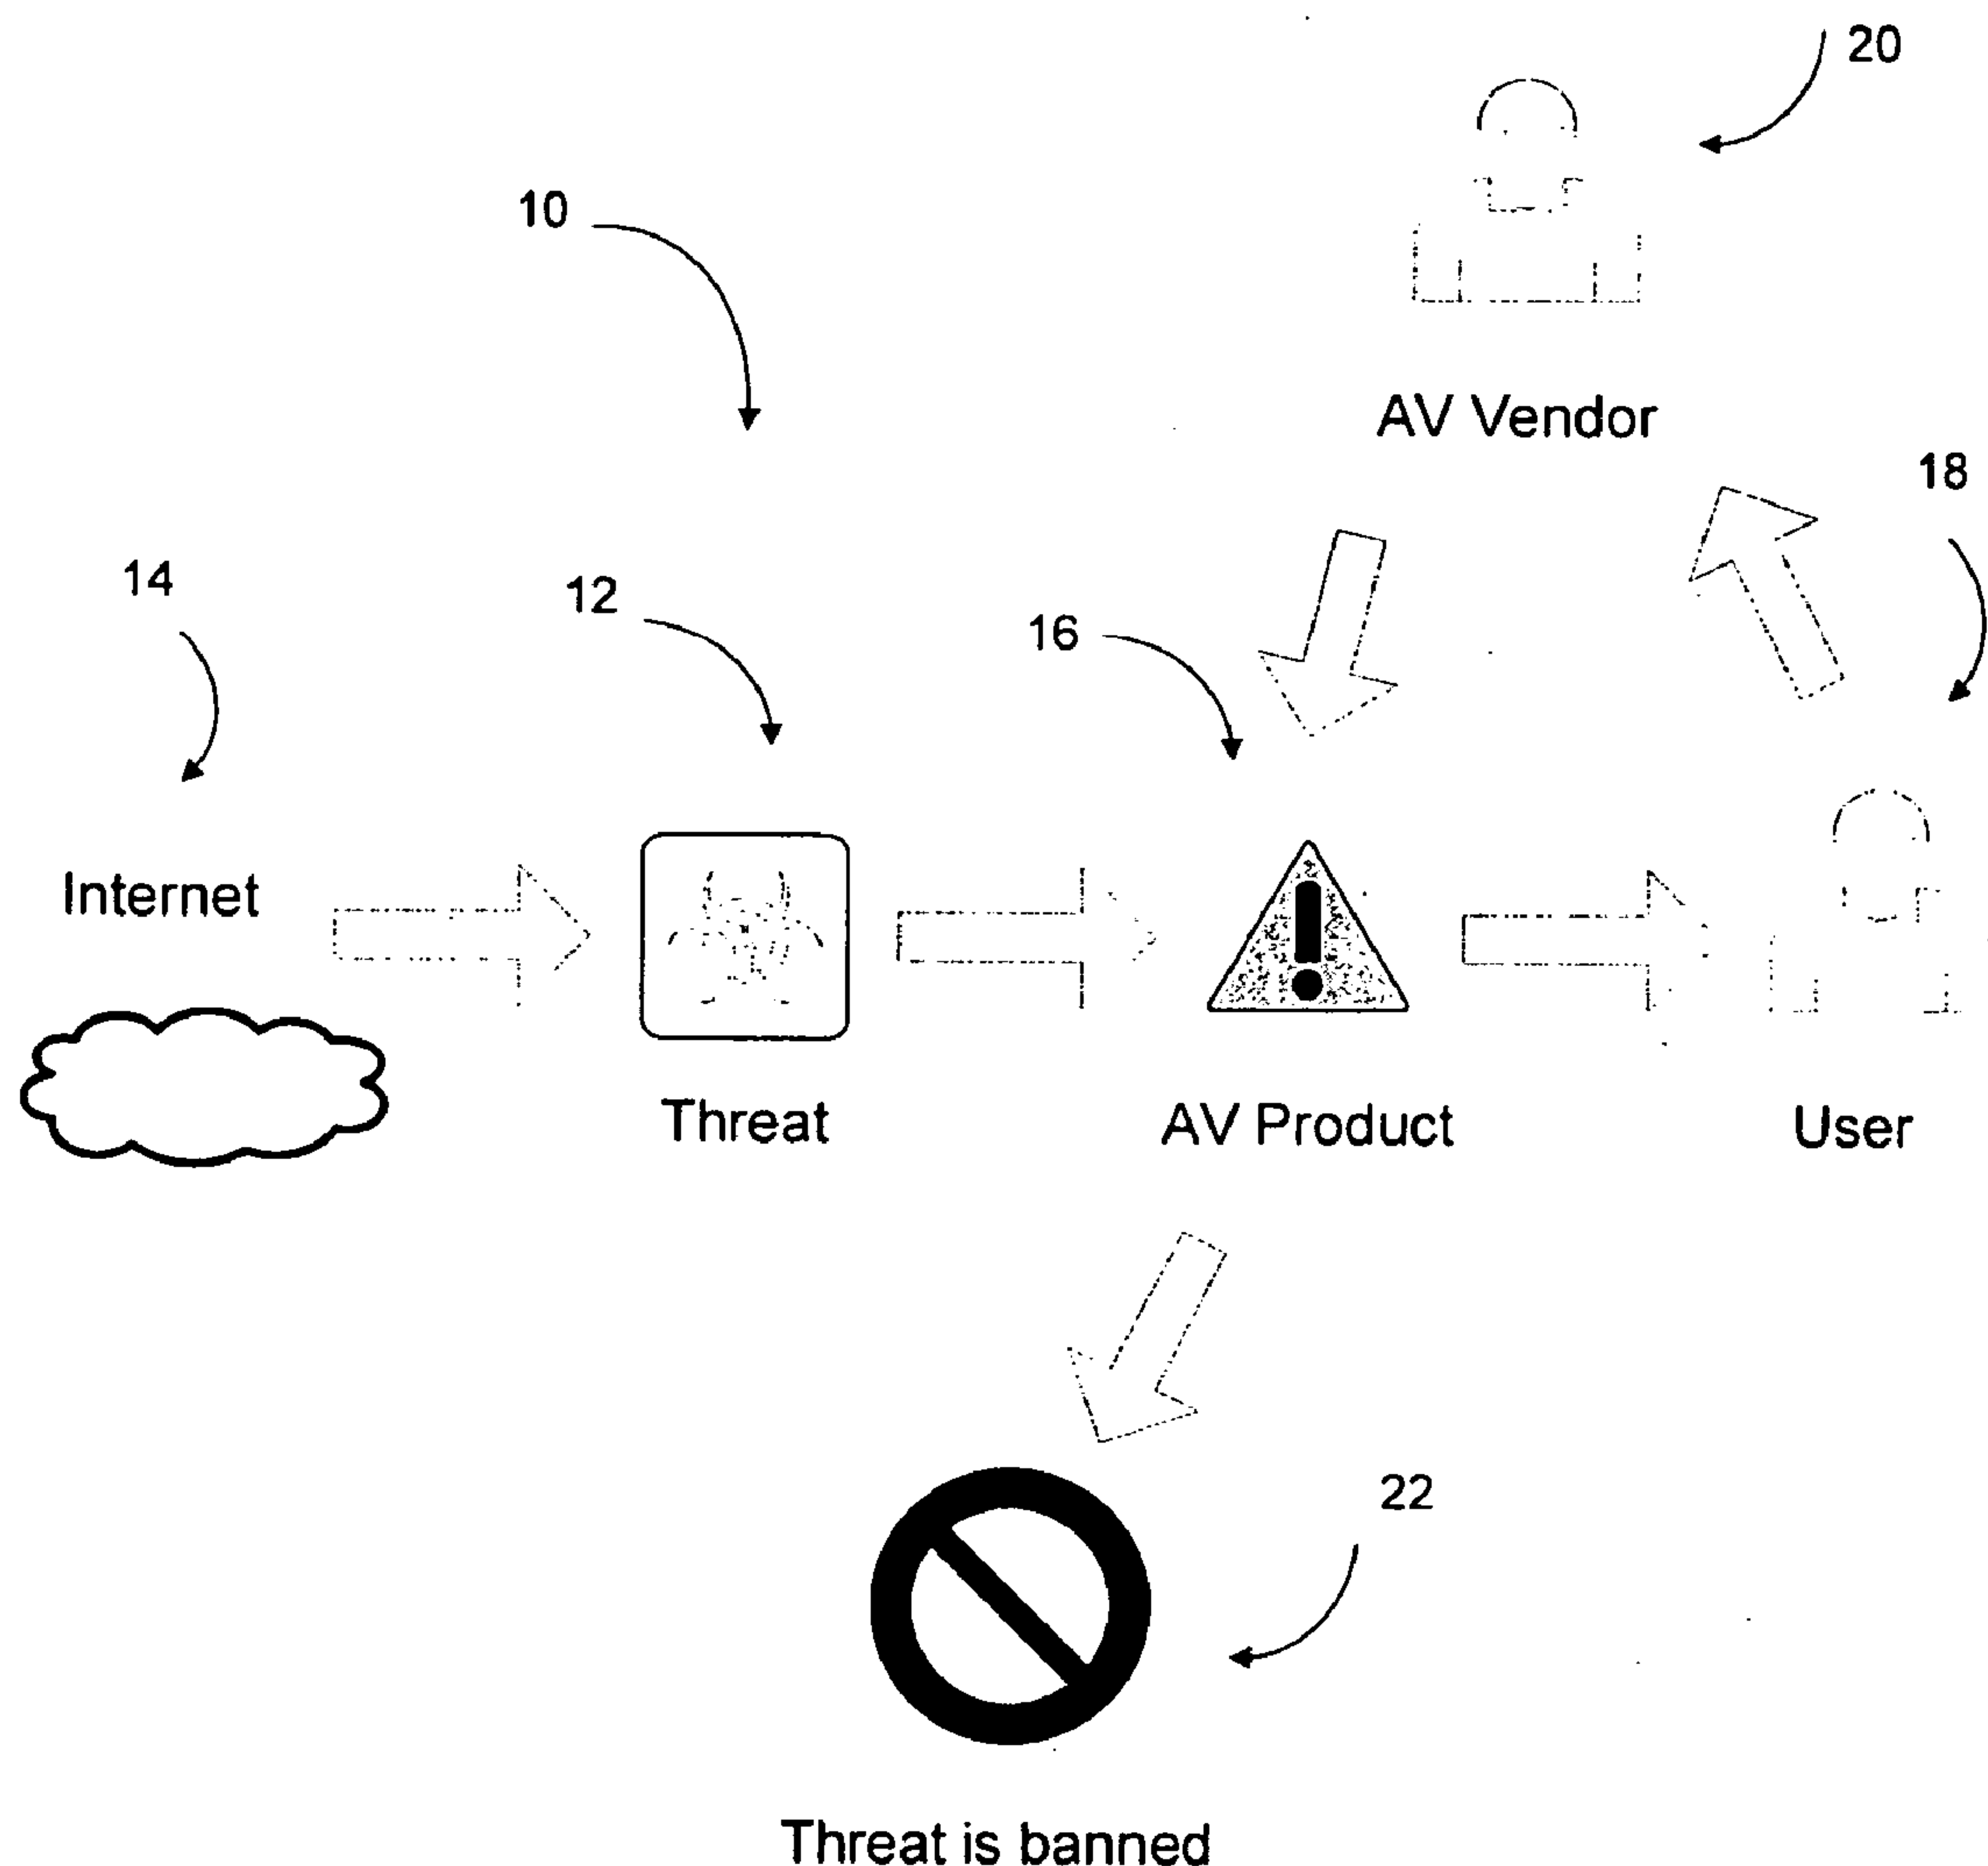 20
10
AV Vendor
18
14
12
16
Internet
Threat
AV Product
User
22
Threat is banned